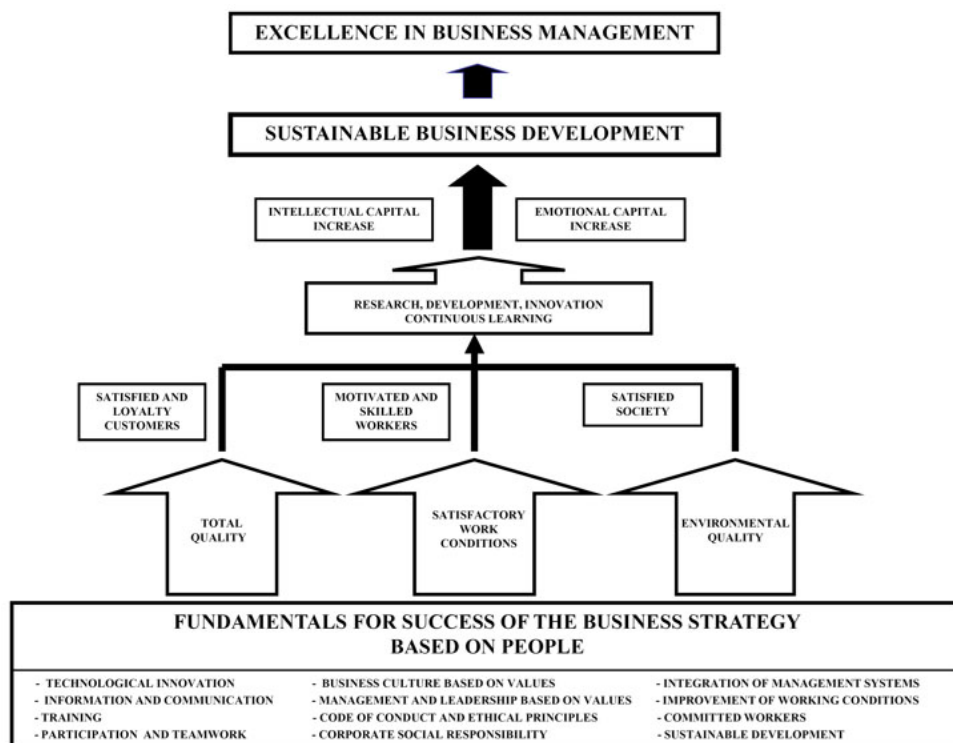 EXCELLENCE IN BUSINESS MANAGEMENT
SUSTAINABLE BUSINESS DEVELOPMENT
INTELLECTUAL CAPITAL
INCREASE
EMOTIONAL CAPITAL
INCREASE
RESEARCH, DEVELOPMENT, INNOVATION
CONTINUOUS LEARNING
SATISFIED AND
LOYALTY
CUSTOMERS
MOTIVATED AND
SKILLED
WORKERS
SATISFIED
SOCIETY
TOTAL
QUALITY
SATISFACTORY
WORK
CONDITIONS
ENVIRONMENTAL
QUALITY
FUNDAMENTALS FOR SUCCESS OF THE BUSINESS STRATEGY
BASED ON PEOPLE
- TECHNOLOGICAL INNOVATION
- INFORMATION AND COMMUNICATION
- TRAINING
- PARTICIPATION AND TEAMWORK
- BUSINESS CULTURE BASED ON VALUES
- MANAGEMENT AND LEADERSHIP BASED ON VALUES
- CODE OF CONDUCT AND ETHICAL PRINCIPLES
- CORPORATE SOCIAL RESPONSIBILITY
- INTEGRATION OF MANAGEMENT SYSTEMS
- IMPROVEMENT OF WORKING CONDITIONS
- COMMITTED WORKERS
- SUSTAINABLE DEVELOPMENT